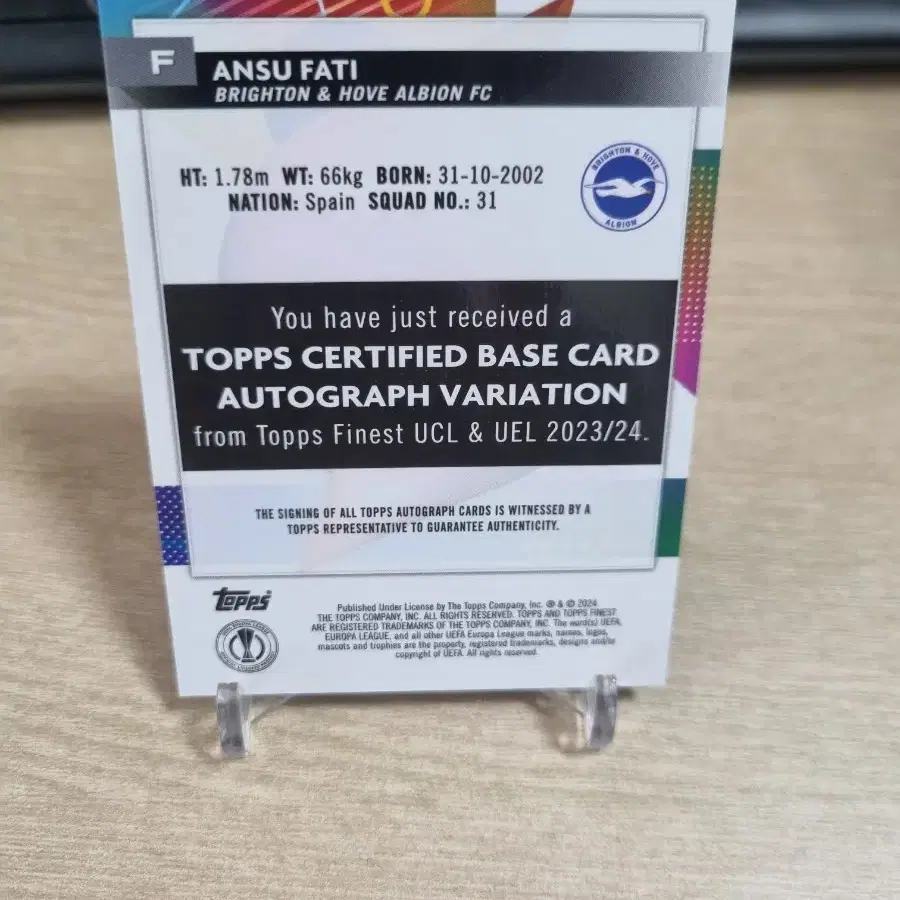 F
ANSU FATI
BRIGHTON & HOVE ALBION FC
HT: 1.78m WT: 66kg BORN: 31-10-2002
NATION: Spain SQUAD NO.: 31
BRIGHTON & HOVE
ALBION
You have just received a
TOPPS CERTIFIED BASE CARD
AUTOGRAPH VARIATION
from Topps Finest UCL & UEL 2023/24.
THE SIGNING OF ALL TOPPS AUTOGRAPH CARDS IS WITNESSED BY A
TOPPS REPRESENTATIVE TO GUARANTEE AUTHENTICITY.
topps
Published Under License by The Topps Company, Inc. ® & © 2024
THE TOPPS COMPANY, INC. ALL RIGHTS RESERVED. TOPPS AND TOPPS FINEST
ARE REGISTERED TRADEMARKS OF THE TOPPS COMPANY, INC. The word(s) UEFA,
EUROPA LEAGUE, and all other UEFA Europa League marks, names, logos,
mascots and trophies are the property, registered trademarks, designs and/or
copyright of UEFA. All rights reserved.